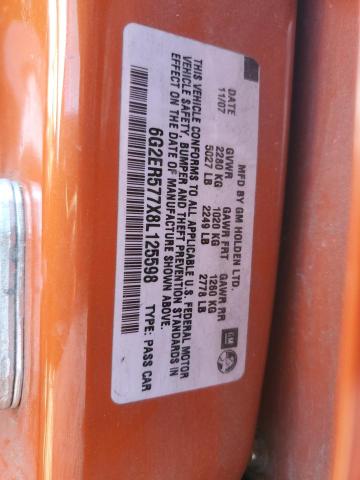 MFD BY GM HOLDEN LTD.
DATE GVWR GAWR FRT GAWR RR
11/07 2280 KG 1020 KG 1260 KG
5027 LB 2249 LB 2778 LB
THIS VEHICLE CONFORMS TO ALL APPLICABLE U.S. FEDERAL MOTOR
VEHICLE SAFETY, BUMPER AND THEFT PREVENTION STANDARDS IN
EFFECT ON THE DATE OF MANUFACTURE SHOWN ABOVE.
6G2ER577X8L125598 TYPE: PASS CAR
GM